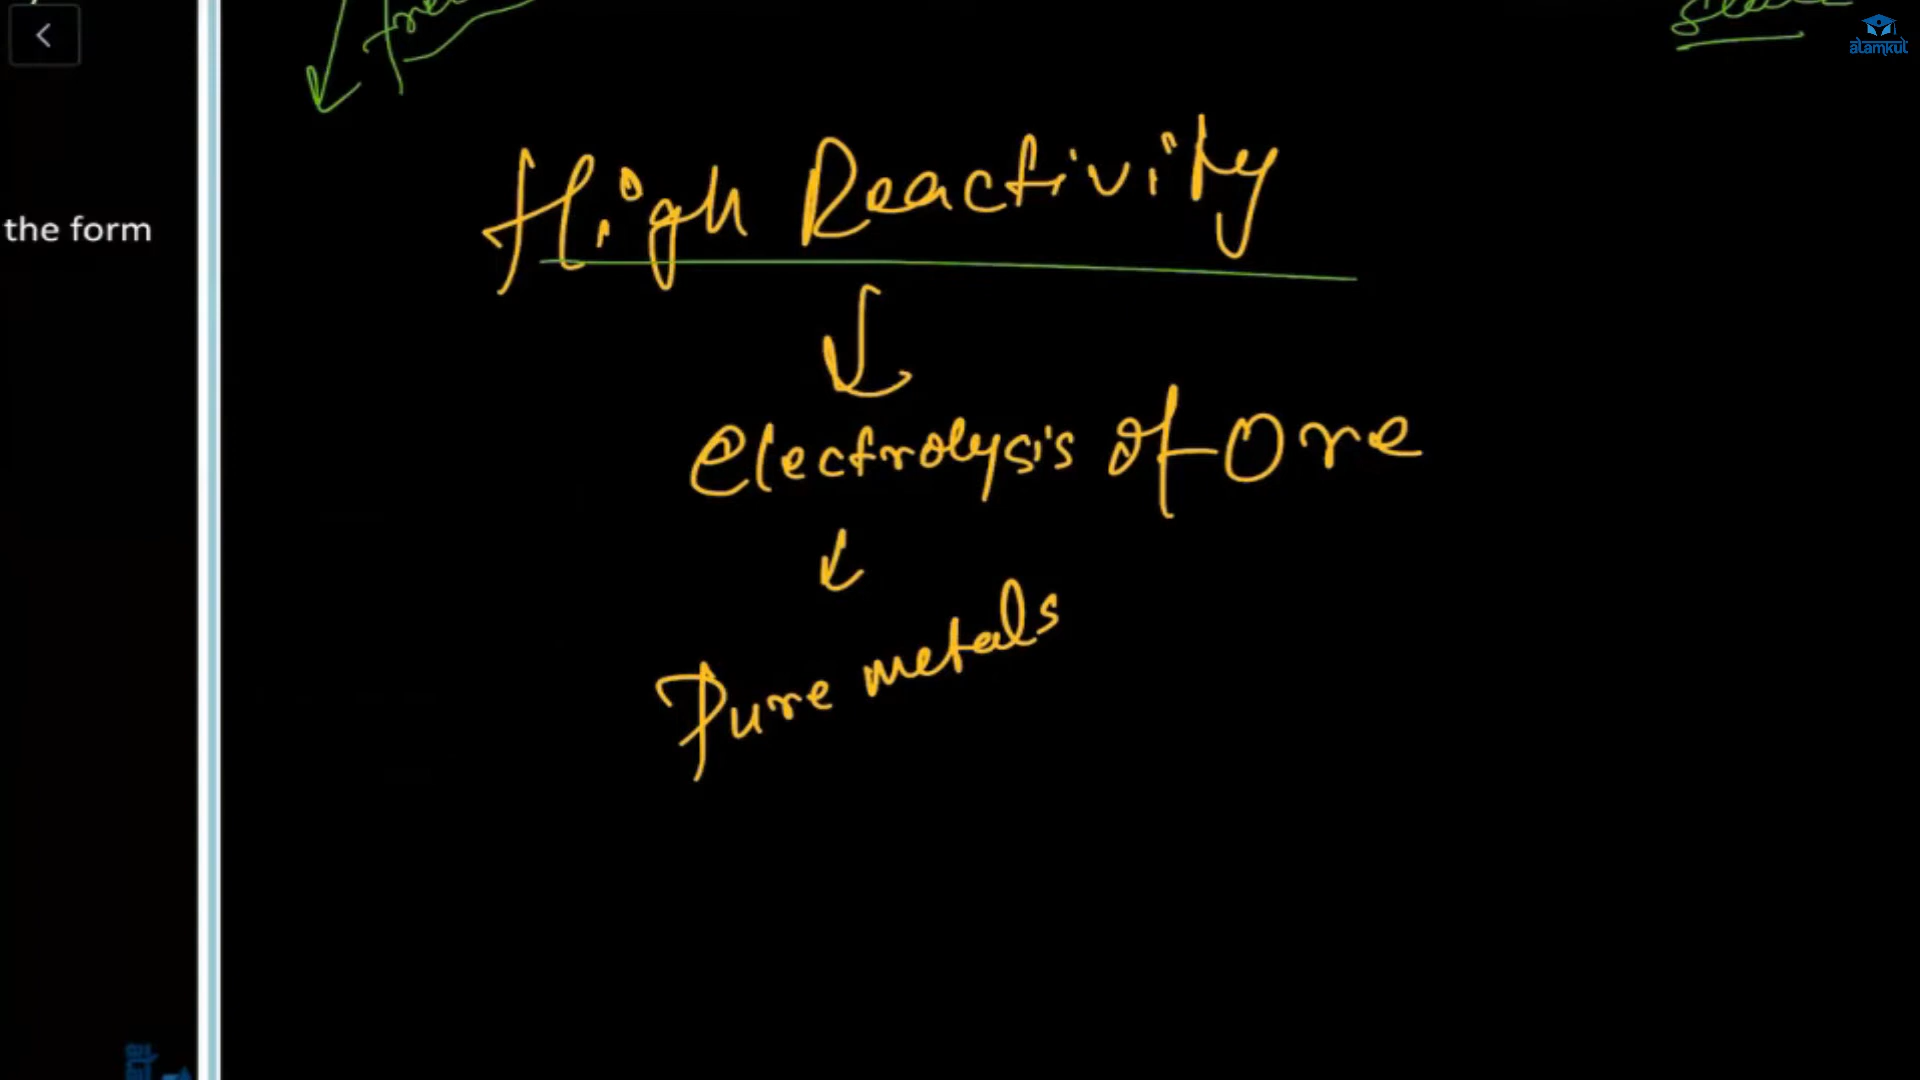 alamkul
High Reactivity
the form
Electrolysis of Ore
Pure metals